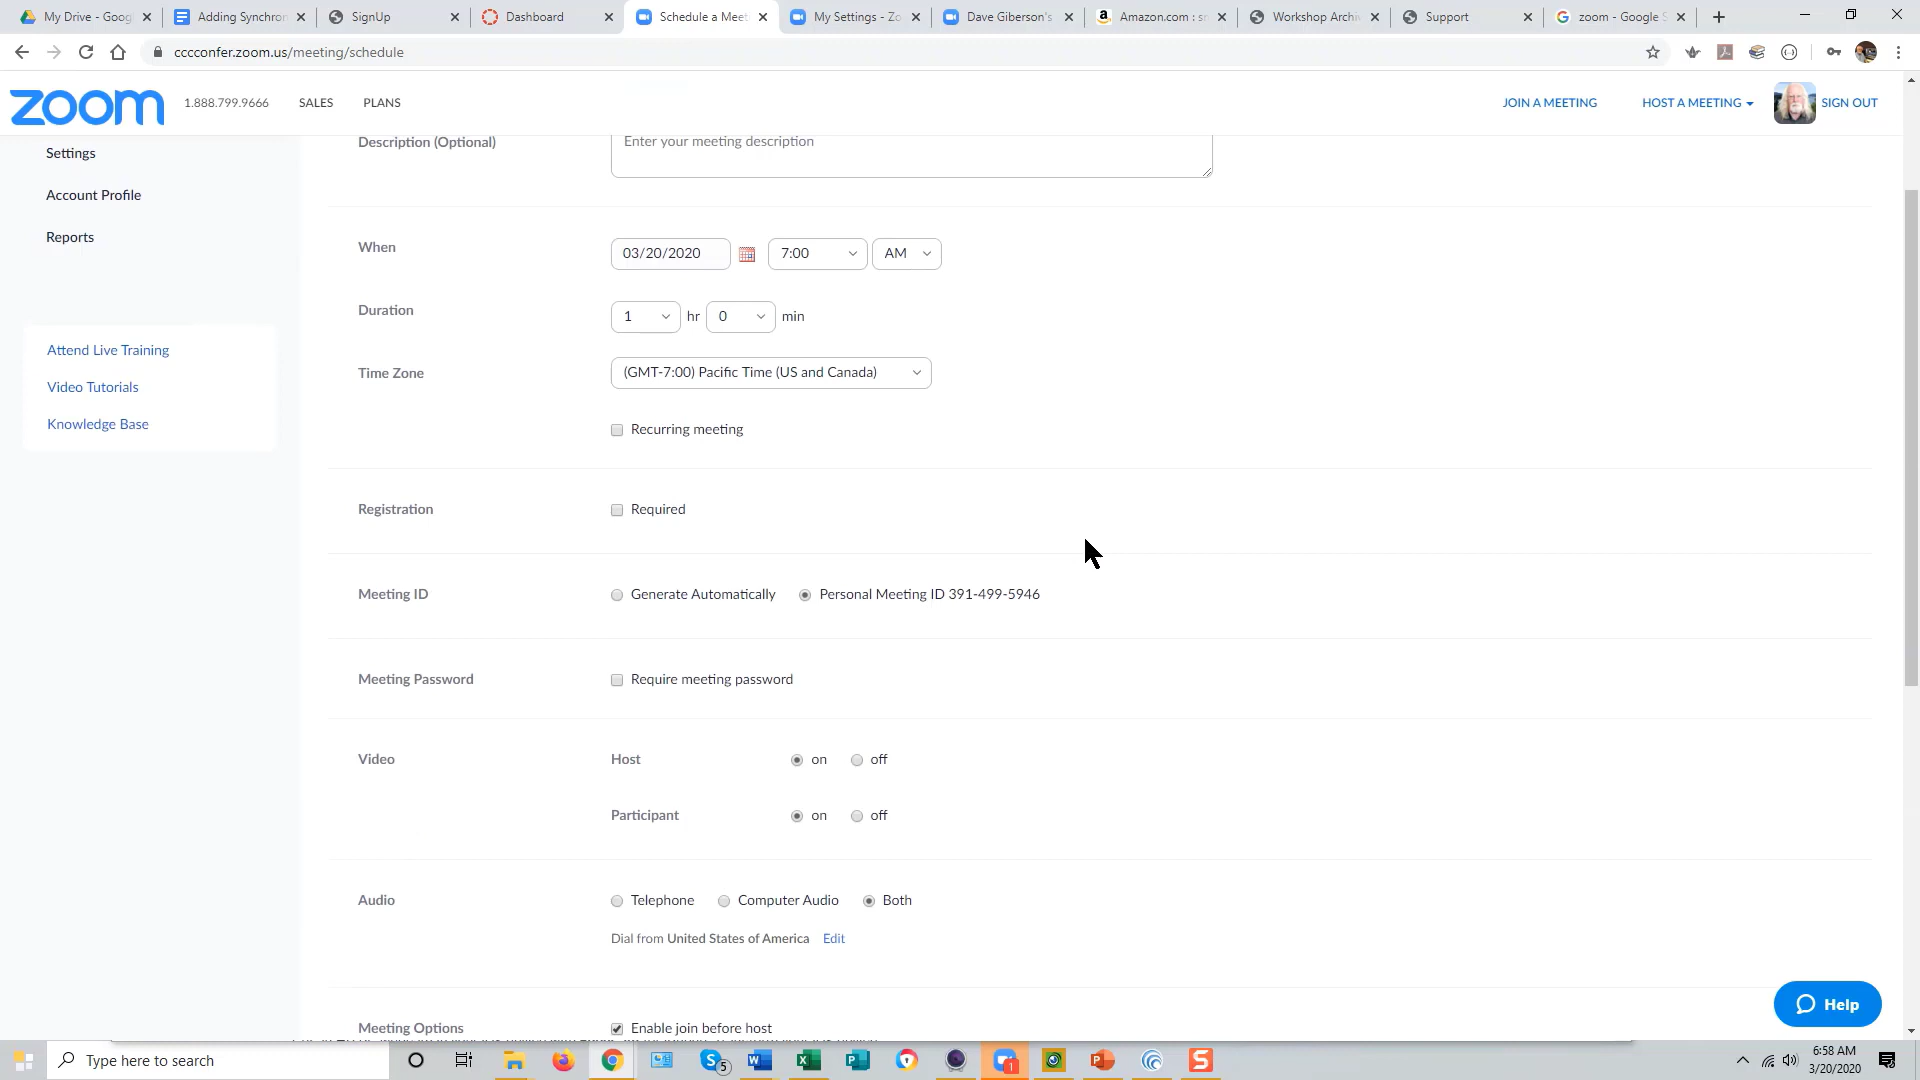 My Drive - Goog
Adding Synchron
SignUp
Dashboard
Schedule a Meet
My Settings - Zo
Dave Giberson's
Amazon.com : s
Workshop Archi
Support
zoom - Google S
cccconfer.zoom.us/meeting/schedule
zoom
1.888.799.9666
SALES
PLANS
JOIN A MEETING
HOST A MEETING
SIGN OUT
Settings
Account Profile
Reports
Attend Live Training
Video Tutorials
Knowledge Base
Description (Optional)
Enter your meeting description
When
03/20/2020
7:00
AM
Duration
1
hr
0
min
Time Zone
(GMT-7:00) Pacific Time (US and Canada)
Recurring meeting
Registration
Required
Meeting ID
Generate Automatically
Personal Meeting ID 391-499-5946
Meeting Password
Require meeting password
Video
Host
on
off
Participant
on
off
Audio
Telephone
Computer Audio
Both
Dial from United States of America
Edit
Meeting Options
Enable join before host
Help
Type here to search
5
1
6:58 AM
3/20/2020